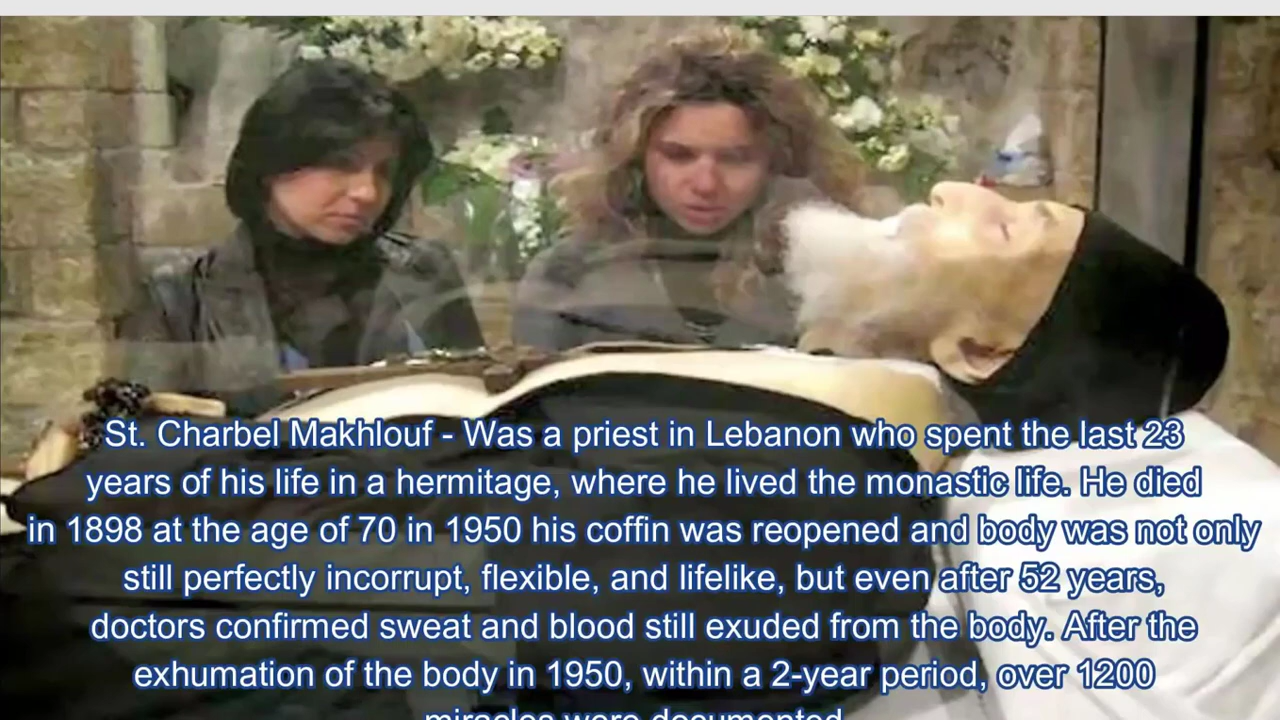 St. Charbel Makhlouf - Was a priest in Lebanon who spent the last 23
years of his life in a hermitage, where he lived the monastic life. He died
in 1898 at the age of 70 in 1950 his coffin was reopened and body was not only
still perfectly incorrupt, flexible, and lifelike, but even after 52 years,
doctors confirmed sweat and blood still exuded from the body. After the
exhumation of the body in 1950, within a 2-year period, over 1200
miracles were documented